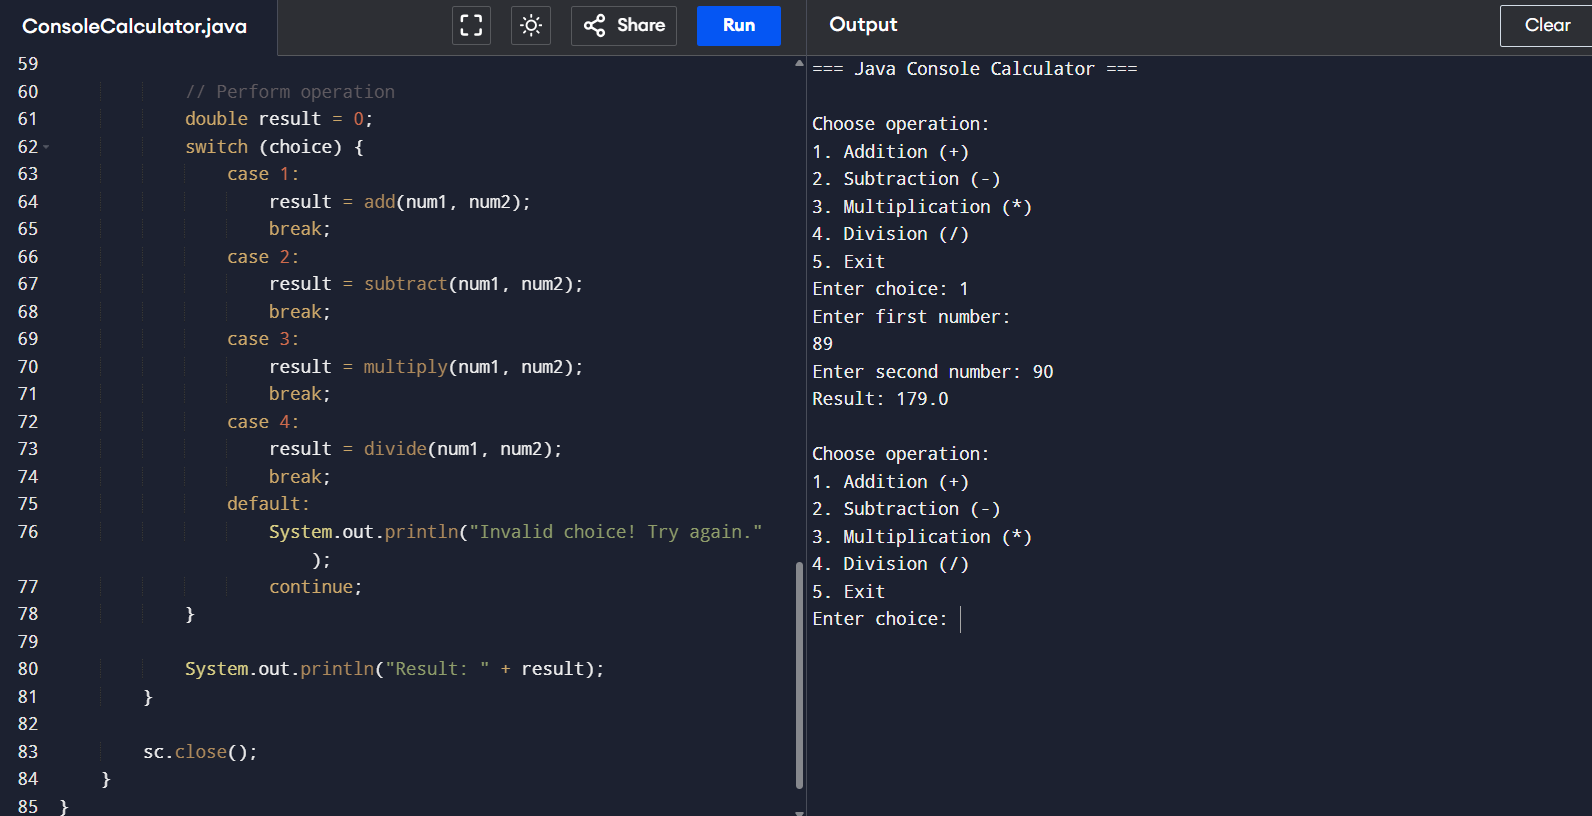 ConsoleCalculator.java
Share
Run
Output
Clear
59
60 // Perform operation
61 double result = 0;
62 switch (choice) {
63 case 1:
64 result = add(num1, num2);
65 break;
66 case 2:
67 result = subtract(num1, num2);
68 break;
69 case 3:
70 result = multiply(num1, num2);
71 break;
72 case 4:
73 result = divide(num1, num2);
74 break;
75 default:
76 System.out.println("Invalid choice! Try again."
);
77 continue;
78 }
79
80 System.out.println("Result: " + result);
81 }
82
83 sc.close();
84 }
85 }
=== Java Console Calculator ===
Choose operation:
1. Addition (+)
2. Subtraction (-)
3. Multiplication (*)
4. Division (/)
5. Exit
Enter choice: 1
Enter first number:
89
Enter second number: 90
Result: 179.0
Choose operation:
1. Addition (+)
2. Subtraction (-)
3. Multiplication (*)
4. Division (/)
5. Exit
Enter choice: